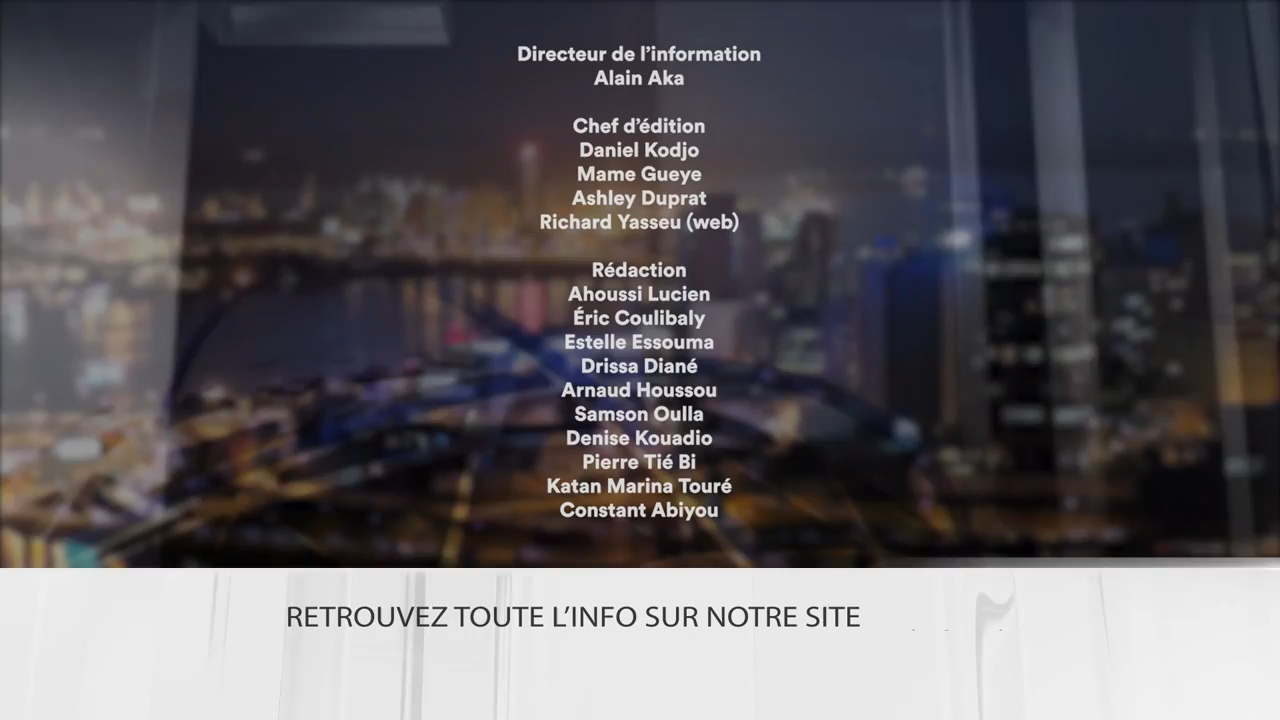 Directeur de l'information
Alain Aka
Chef d'édition
Daniel Kodjo
Mame Gueye
Ashley Duprat
Richard Yasseu (web)
Rédaction
Ahoussi Lucien
Éric Coulibaly
Estelle Essouma
Drissa Diané
Arnaud Houssou
Samson Oulla
Denise Kouadio
Pierre Tié Bi
Katan Marina Touré
Constant Abiyou
RETROUVEZ TOUTE L'INFO SUR NOTRE SITE